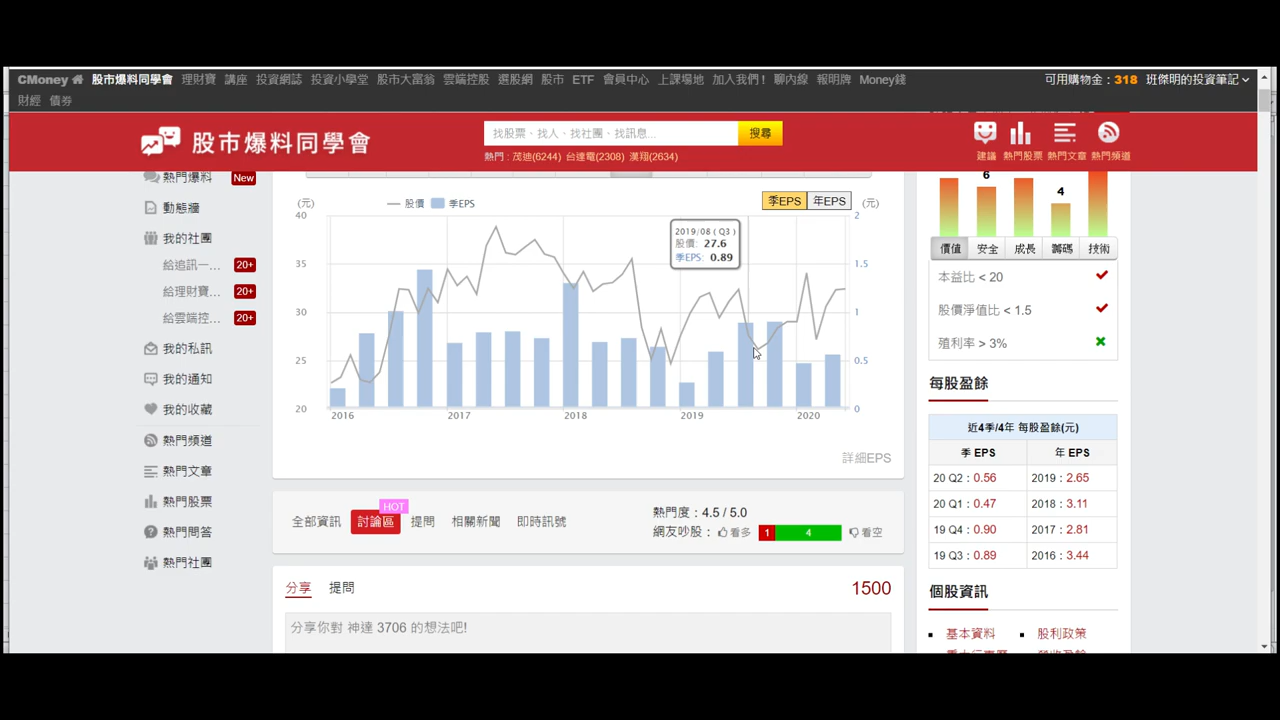 CMoney 股市爆料同學會 理財寶 講座 投資網誌 投資小學堂 股市大富翁 雲端控股 選股網 股市 ETF 會員中心 上課場地 加入我們! 聊內線 報明牌 Money錢
可用購物金：318 班傑明的投資筆記
財經 債券
股市爆料同學會
找股票、找人、找社團、找訊息... 搜尋
熱門 : 茂迪(6244) 台達電(2308) 漢翔(2634)
建議 熱門股票 熱門文章 熱門頻道
熱門爆料 New
動態牆
我的社團
給追訊一... 20+
給理財寶... 20+
給雲端控... 20+
我的私訊
我的通知
我的收藏
熱門頻道
熱門文章
熱門股票
熱門問答
熱門社團
(元) 股價 季EPS 季EPS 年EPS (元)
40 2
35 1.5
30 1
25 0.5
20 0
2019/08 ( Q3 )
股價: 27.6
季EPS: 0.89
2016 2017 2018 2019 2020
詳細EPS
HOT
全部資訊 討論區 提問 相關新聞 即時訊號
熱門度：4.5 / 5.0
網友吵股： 看多 1 4 看空
分享 提問 1500
分享你對 神達 3706 的想法吧!
6 4
價值 安全 成長 籌碼 技術
本益比 < 20
股價淨值比 < 1.5
殖利率 > 3%
每股盈餘
近4季/4年 每股盈餘(元)
季 EPS 年 EPS
20 Q2：0.56 2019：2.65
20 Q1：0.47 2018：3.11
19 Q4：0.90 2017：2.81
19 Q3：0.89 2016：3.44
個股資訊
基本資料 股利政策